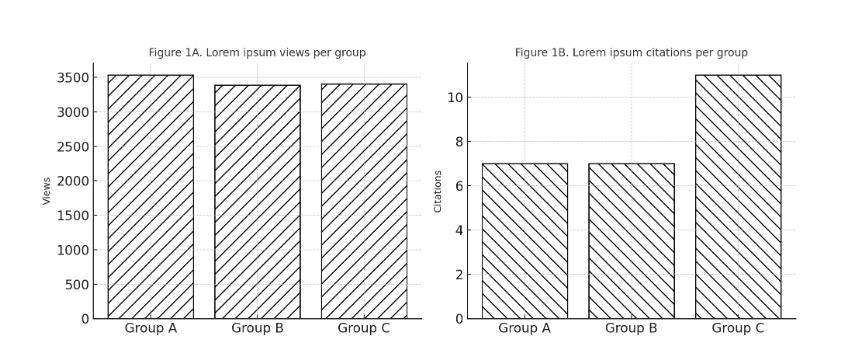 Figure 1A. Lorem ipsum views per group
3500
3000
2500
2000
1500
1000
500
0
Views
Group A
Group B
Group C
Figure 1B. Lorem ipsum citations per group
10
8
6
4
2
0
Citations
Group A
Group B
Group C